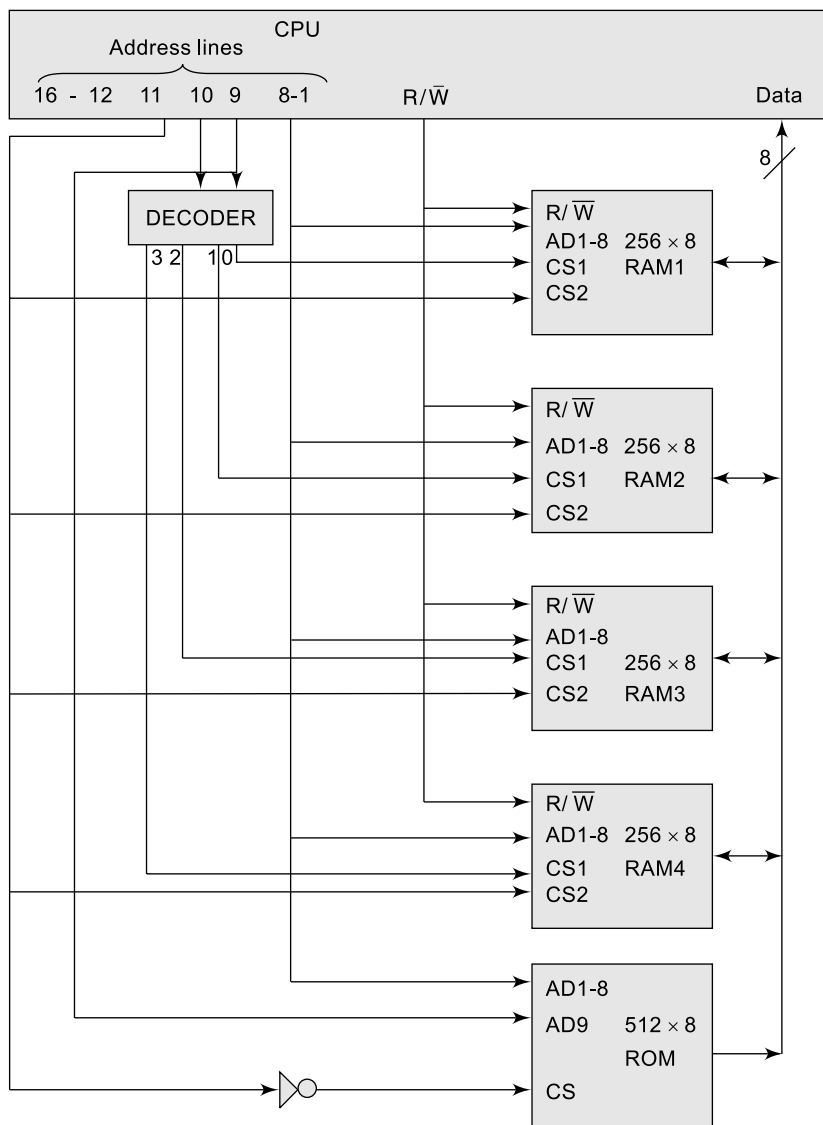 CPU
Address lines
16 - 12 11 10 9 8-1 R/W̅ Data
8
DECODER
3 2 1 0
R/W̅
AD1-8 256 × 8
CS1 RAM1
CS2
R/W̅
AD1-8 256 × 8
CS1 RAM2
CS2
R/W̅
AD1-8
CS1 256 × 8
CS2 RAM3
R/W̅
AD1-8 256 × 8
CS1 RAM4
CS2
AD1-8
AD9 512 × 8
ROM
CS